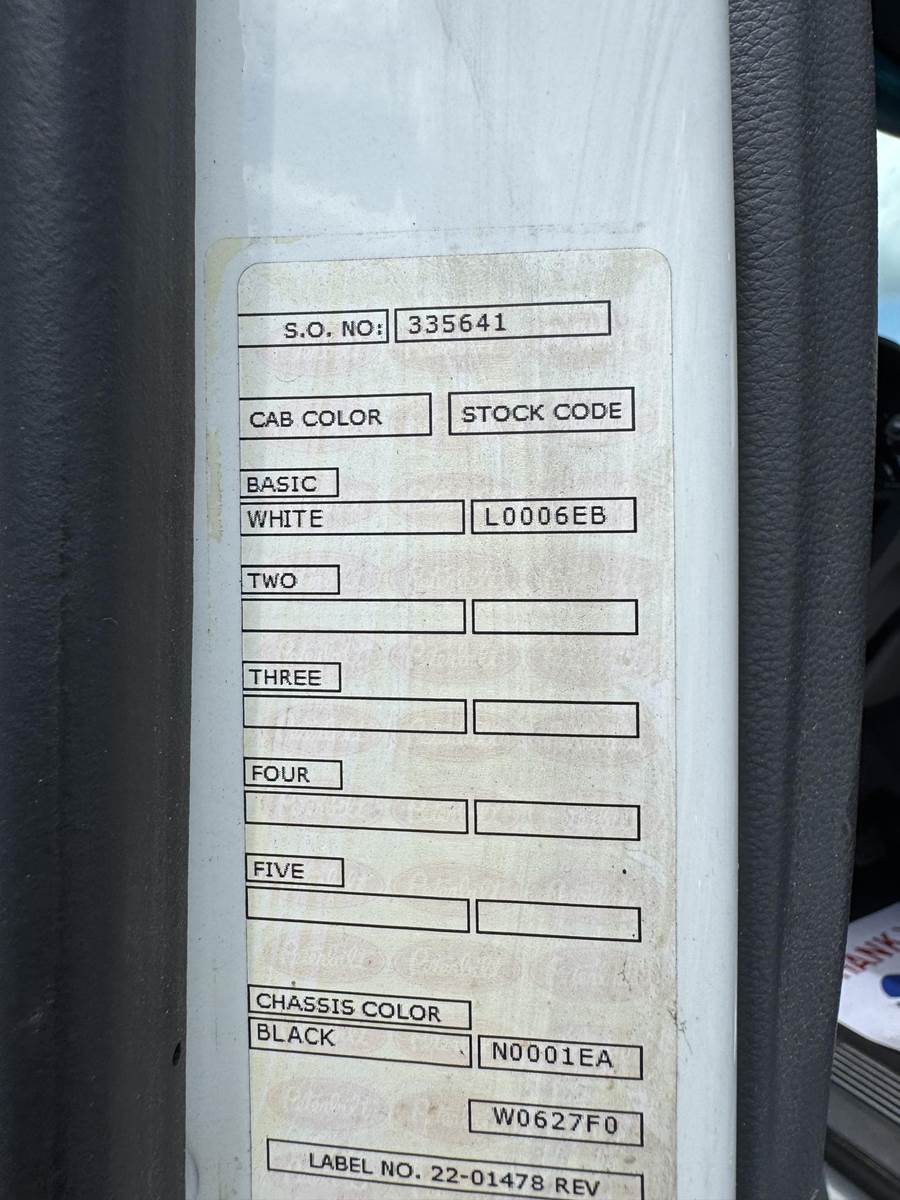 S.O. NO: 335641
CAB COLOR STOCK CODE
BASIC
WHITE L0006EB
TWO
THREE
FOUR
FIVE
CHASSIS COLOR
BLACK N0001EA
W0627F0
LABEL NO. 22-01478 REV